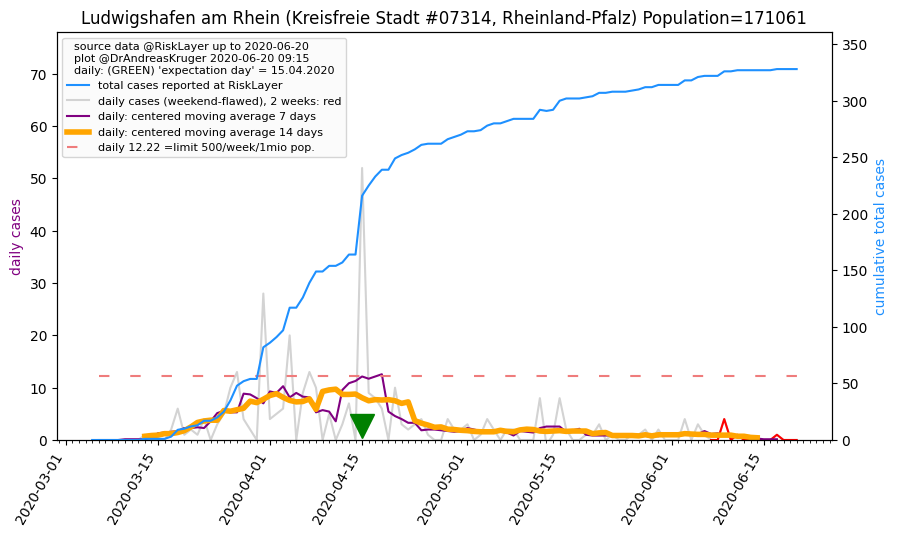 Ludwigshafen am Rhein (Kreisfreie Stadt #07314, Rheinland-Pfalz) Population=171061
source data @RiskLayer up to 2020-06-20
plot @DrAndreasKruger 2020-06-20 09:15
daily: (GREEN) 'expectation day' = 15.04.2020
total cases reported at RiskLayer
daily cases (weekend-flawed), 2 weeks: red
daily: centered moving average 7 days
daily: centered moving average 14 days
daily 12.22 =limit 500/week/1mio pop.
daily cases
70
60
50
40
30
20
10
0
cumulative total cases
350
300
250
200
150
100
50
0
2020-03-01
2020-03-15
2020-04-01
2020-04-15
2020-05-01
2020-05-15
2020-06-01
2020-06-15